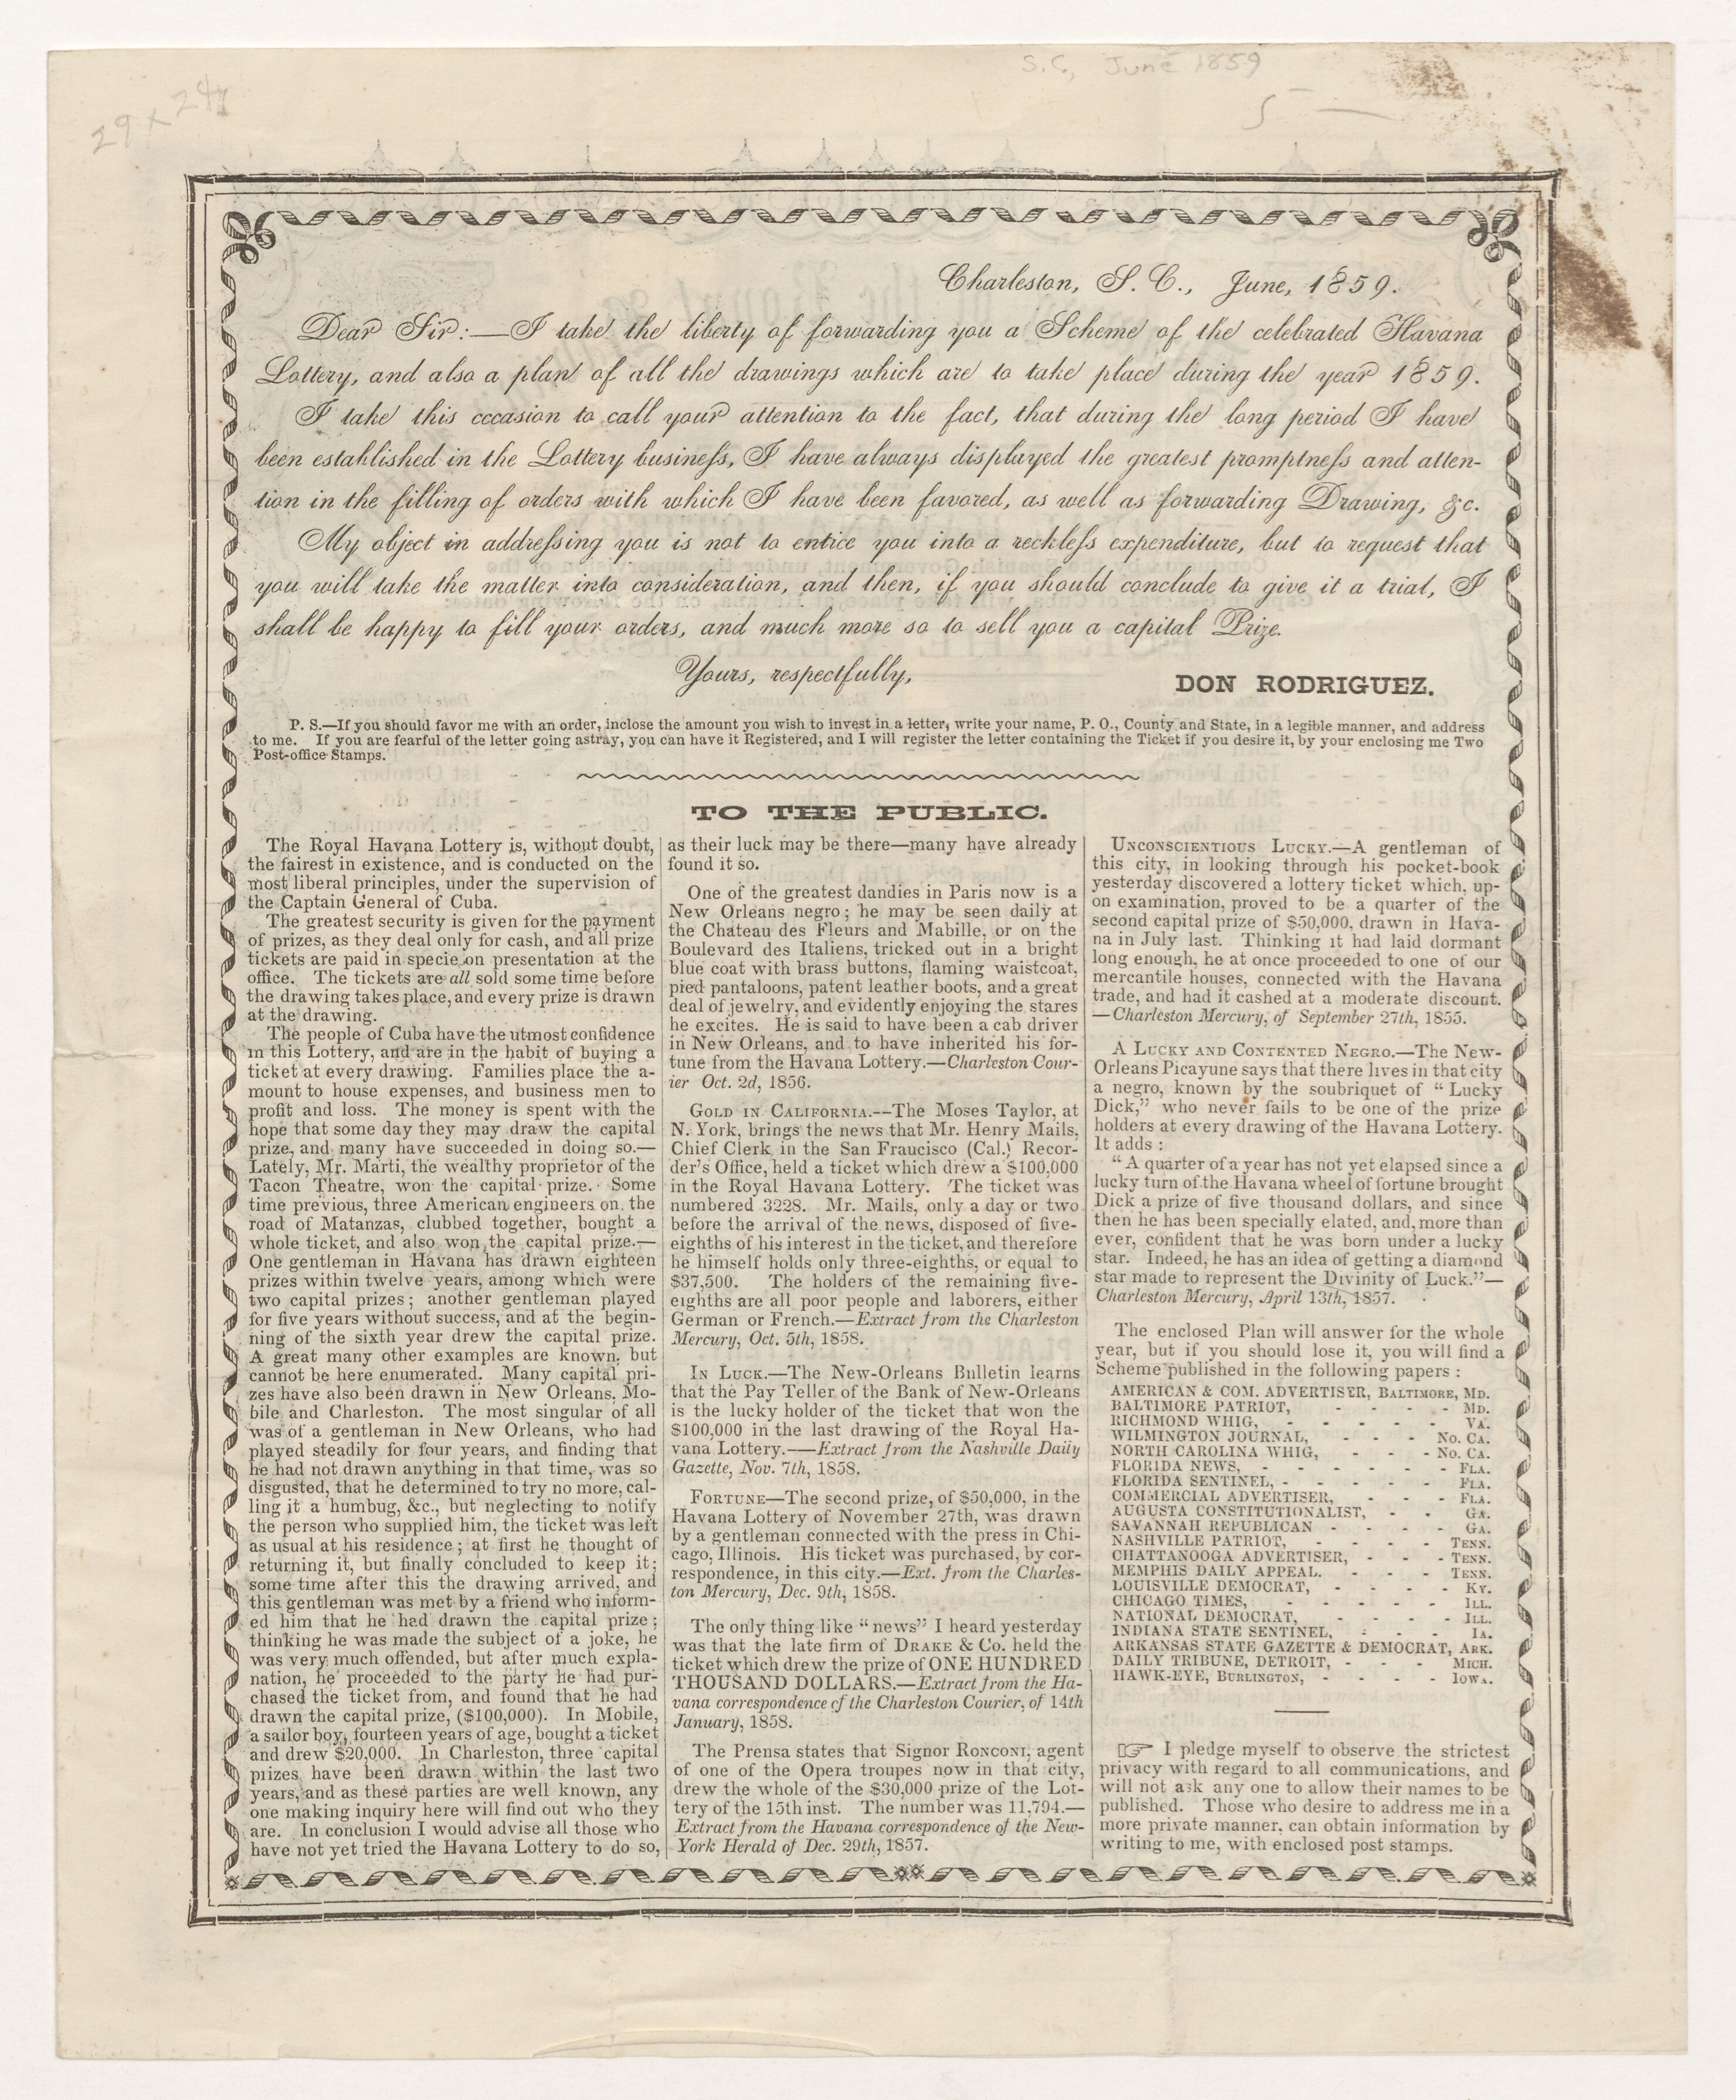 S. C., June 1859
29 x 24
5 —
Charleston, S. C., June, 1859.
Dear Sir:—I take the liberty of forwarding you a Scheme of the celebrated Havana
Lottery, and also a plan of all the drawings which are to take place during the year 1859.
I take this occasion to call your attention to the fact, that during the long period I have
been established in the Lottery business, I have always displayed the greatest promptness and atten-
tion in the filling of orders with which I have been favored, as well as forwarding Drawing, &c.
My object in addressing you is not to entice you into a reckless expenditure, but to request that
you will take the matter into consideration, and then, if you should conclude to give it a trial, I
shall be happy to fill your orders, and much more so to sell you a capital Prize.
Yours, respectfully,
DON RODRIGUEZ.
P. S.—If you should favor me with an order, inclose the amount you wish to invest in a letter, write your name, P. O., County and State, in a legible manner, and address
to me. If you are fearful of the letter going astray, you can have it Registered, and I will register the letter containing the Ticket if you desire it, by your enclosing me Two
Post-office Stamps.
TO THE PUBLIC.
The Royal Havana Lottery is, without doubt,
the fairest in existence, and is conducted on the
most liberal principles, under the supervision of
the Captain General of Cuba.
The greatest security is given for the payment
of prizes, as they deal only for cash, and all prize
tickets are paid in specie on presentation at the
office. The tickets are all sold some time before
the drawing takes place, and every prize is drawn
at the drawing.
The people of Cuba have the utmost confidence
in this Lottery, and are in the habit of buying a
ticket at every drawing. Families place the a-
mount to house expenses, and business men to
profit and loss. The money is spent with the
hope that some day they may draw the capital
prize, and many have succeeded in doing so.—
Lately, Mr. Marti, the wealthy proprietor of the
Tacon Theatre, won the capital prize. Some
time previous, three American engineers on the
road of Matanzas, clubbed together, bought a
whole ticket, and also won the capital prize.—
One gentleman in Havana has drawn eighteen
prizes within twelve years, among which were
two capital prizes; another gentleman played
for five years without success, and at the begin-
ning of the sixth year drew the capital prize.
A great many other examples are known, but
cannot be here enumerated. Many capital pri-
zes have also been drawn in New Orleans, Mo-
bile and Charleston. The most singular of all
was of a gentleman in New Orleans, who had
played steadily for four years, and finding that
he had not drawn anything in that time, was so
disgusted, that he determined to try no more, cal-
ling it a humbug, &c., but neglecting to notify
the person who supplied him, the ticket was left
as usual at his residence; at first he thought of
returning it, but finally concluded to keep it;
some time after this the drawing arrived, and
this gentleman was met by a friend who inform-
ed him that he had drawn the capital prize;
thinking he was made the subject of a joke, he
was very much offended, but after much expla-
nation, he proceeded to the party he had pur-
chased the ticket from, and found that he had
drawn the capital prize, ($100,000). In Mobile,
a sailor boy, fourteen years of age, bought a ticket
and drew $20,000. In Charleston, three capital
prizes have been drawn within the last two
years, and as these parties are well known, any
one making inquiry here will find out who they
are. In conclusion I would advise all those who
have not yet tried the Havana Lottery to do so,
as their luck may be there—many have already
found it so.
One of the greatest dandies in Paris now is a
New Orleans negro; he may be seen daily at
the Chateau des Fleurs and Mabille, or on the
Boulevard des Italiens, tricked out in a bright
blue coat with brass buttons, flaming waistcoat,
pied pantaloons, patent leather boots, and a great
deal of jewelry, and evidently enjoying the stares
he excites. He is said to have been a cab driver
in New Orleans, and to have inherited his for-
tune from the Havana Lottery.—Charleston Cour-
ier Oct. 2d, 1856.
GOLD IN CALIFORNIA.--The Moses Taylor, at
N. York, brings the news that Mr. Henry Mails,
Chief Clerk in the San Fraucisco (Cal.) Recor-
der's Office, held a ticket which drew a $100,000
in the Royal Havana Lottery. The ticket was
numbered 3228. Mr. Mails, only a day or two
before the arrival of the news, disposed of five-
eighths of his interest in the ticket, and therefore
he himself holds only three-eighths, or equal to
$37,500. The holders of the remaining five-
eighths are all poor people and laborers, either
German or French.—Extract from the Charleston
Mercury, Oct. 5th, 1858.
IN LUCK.—The New-Orleans Bulletin learns
that the Pay Teller of the Bank of New-Orleans
is the lucky holder of the ticket that won the
$100,000 in the last drawing of the Royal Ha-
vana Lottery.——Extract from the Nashville Daily
Gazette, Nov. 7th, 1858.
FORTUNE—The second prize, of $50,000, in the
Havana Lottery of November 27th, was drawn
by a gentleman connected with the press in Chi-
cago, Illinois. His ticket was purchased, by cor-
respondence, in this city.—Ext. from the Charles-
ton Mercury, Dec. 9th, 1858.
The only thing like "news" I heard yesterday
was that the late firm of DRAKE & Co. held the
ticket which drew the prize of ONE HUNDRED
THOUSAND DOLLARS.—Extract from the Ha-
vana correspondence of the Charleston Courier, of 14th
January, 1858.
The Prensa states that Signor RONCONI, agent
of one of the Opera troupes now in that city,
drew the whole of the $30,000 prize of the Lot-
tery of the 15th inst. The number was 11,794.—
Extract from the Havana correspondence of the New-
York Herald of Dec. 29th, 1857.
UNCONSCIENTIOUS LUCKY.—A gentleman of
this city, in looking through his pocket-book
yesterday discovered a lottery ticket which, up-
on examination, proved to be a quarter of the
second capital prize of $50,000, drawn in Hava-
na in July last. Thinking it had laid dormant
long enough, he at once proceeded to one of our
mercantile houses, connected with the Havana
trade, and had it cashed at a moderate discount.
—Charleston Mercury, of September 27th, 1855.
A LUCKY AND CONTENTED NEGRO.—The New-
Orleans Picayune says that there lives in that city
a negro, known by the soubriquet of "Lucky
Dick," who never fails to be one of the prize
holders at every drawing of the Havana Lottery.
It adds:
"A quarter of a year has not yet elapsed since a
lucky turn of the Havana wheel of fortune brought
Dick a prize of five thousand dollars, and since
then he has been specially elated, and, more than
ever, confident that he was born under a lucky
star. Indeed, he has an idea of getting a diamond
star made to represent the Divinity of Luck."—
Charleston Mercury, April 13th, 1857.
The enclosed Plan will answer for the whole
year, but if you should lose it, you will find a
Scheme published in the following papers:
AMERICAN & COM. ADVERTISER, BALTIMORE, MD.
BALTIMORE PATRIOT, - - - - MD.
RICHMOND WHIG, - - - - - VA.
WILMINGTON JOURNAL, - - - NO. CA.
NORTH CAROLINA WHIG, - - - NO. CA.
FLORIDA NEWS, - - - - - - FLA.
FLORIDA SENTINEL, - - - - - FLA.
COMMERCIAL ADVERTISER, - - - FLA.
AUGUSTA CONSTITUTIONALIST, - - GA.
SAVANNAH REPUBLICAN - - - - GA.
NASHVILLE PATRIOT, - - - - TENN.
CHATTANOOGA ADVERTISER, - - - TENN.
MEMPHIS DAILY APPEAL. - - - TENN.
LOUISVILLE DEMOCRAT, - - - - KY.
CHICAGO TIMES, - - - - - ILL.
NATIONAL DEMOCRAT, - - - - ILL.
INDIANA STATE SENTINEL, - - - IA.
ARKANSAS STATE GAZETTE & DEMOCRAT, ARK.
DAILY TRIBUNE, DETROIT, - - - MICH.
HAWK-EYE, BURLINGTON, - - - - IOWA.
☞ I pledge myself to observe the strictest
privacy with regard to all communications, and
will not ask any one to allow their names to be
published. Those who desire to address me in a
more private manner, can obtain information by
writing to me, with enclosed post stamps.